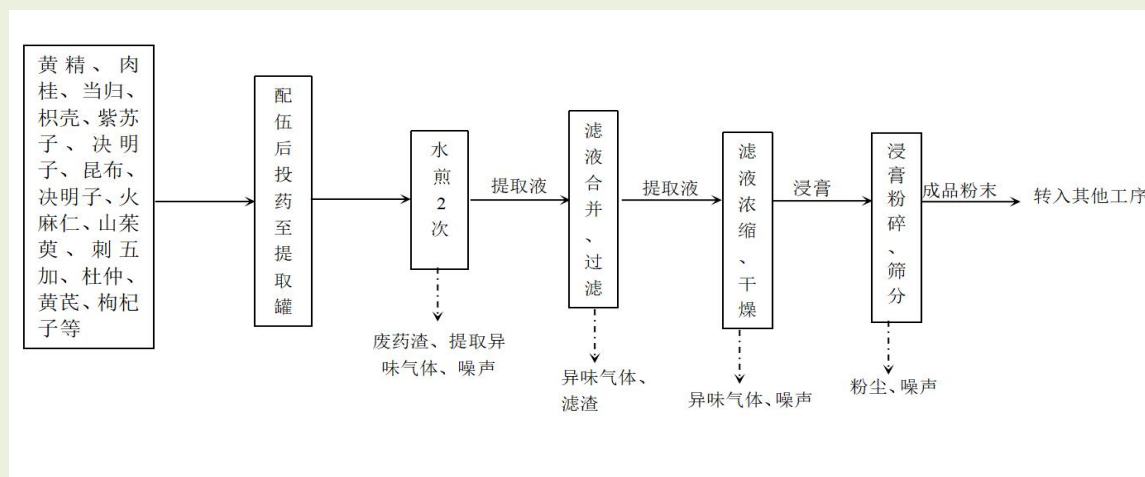 黄精、肉
桂、当归、
枳壳、紫苏
子、决明
子、昆布、
决明子、火
麻仁、山茱
萸、刺五
加、杜仲、
黄芪、枸杞
子等
配伍后投药至提取罐
水煎2次
提取液
滤液合并、过滤
提取液
滤液浓缩、干燥
浸膏
浸膏粉碎、筛分
成品粉末
转入其他工序
废药渣、提取异
味气体、噪声
异味气体、
滤渣
异味气体、噪声
粉尘、噪声